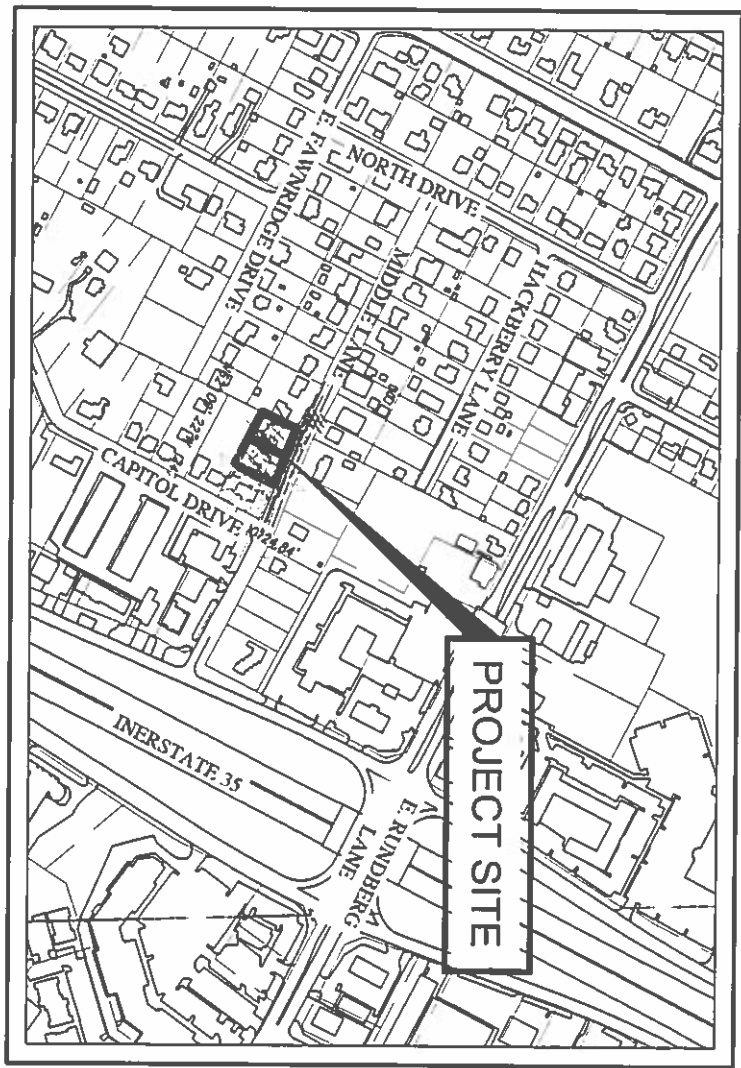 E. FAWNRIDGE DRIVE
NORTH DRIVE
MIDDLE LANE
HACKBERRY LANE
CAPITOL DRIVE
PROJECT SITE
INERSTATE 35
E. RUNDBERG
LANE